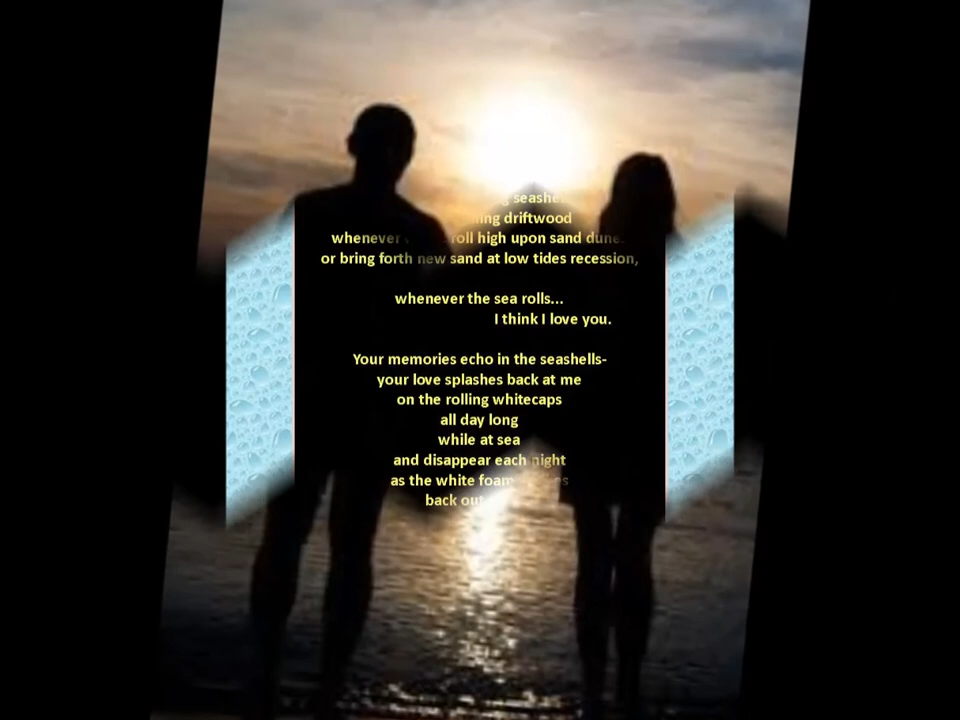 driftwood
whenever roll high upon sand
or bring forth new sand at low tides recession,
whenever the sea rolls...
I think I love you.
Your memories echo in the seashells-
your love splashes back at me
on the rolling whitecaps
all day long
while at sea
and disappear each night
as the white foam
back out